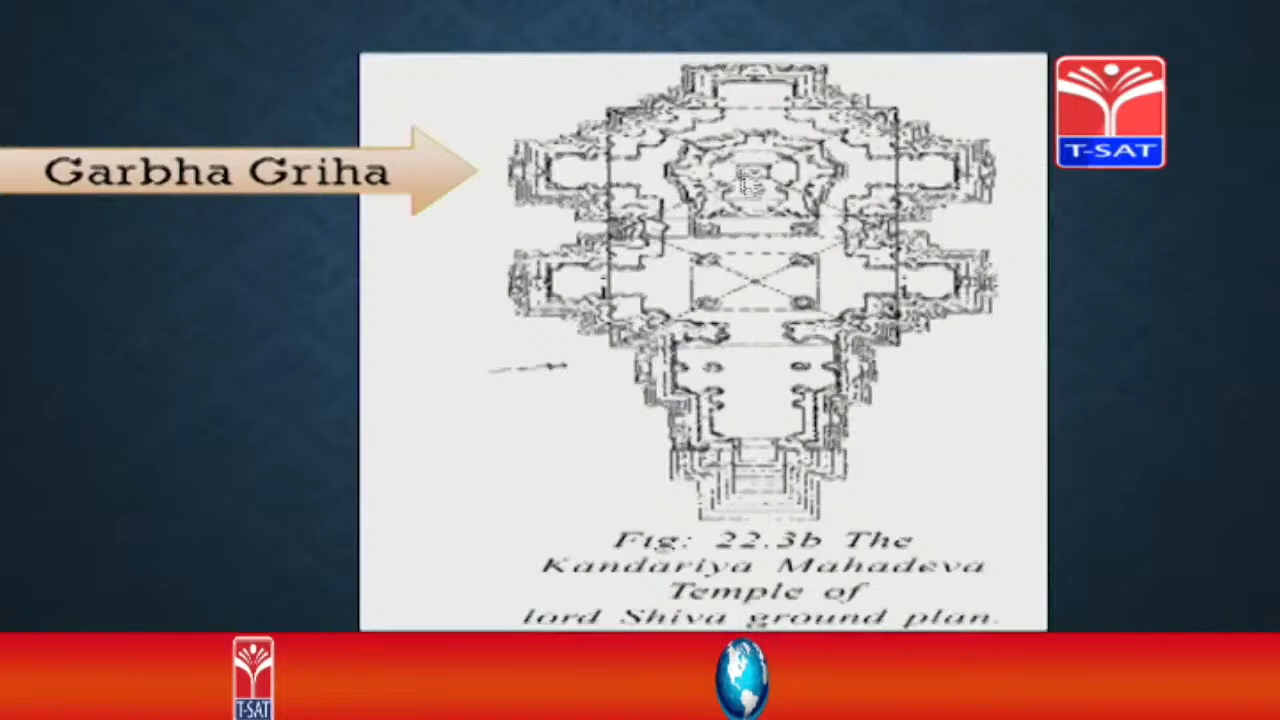 Garbha Griha
T-SAT
Fig: 22.3b The
Kandariya Mahadeva
Temple of
lord Shiva ground plan.
T-SAT